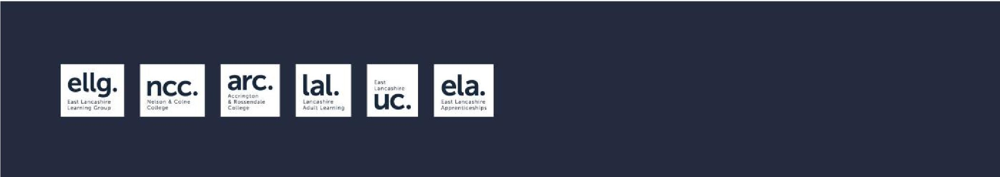 ellg.
East Lancashire
Learning Group
ncc.
Nelson & Colne
College
arc.
Accrington
& Rossendale
College
lal.
Lancashire
Adult Learning
East
Lancashire
uc.
ela.
East Lancashire
Apprenticeships